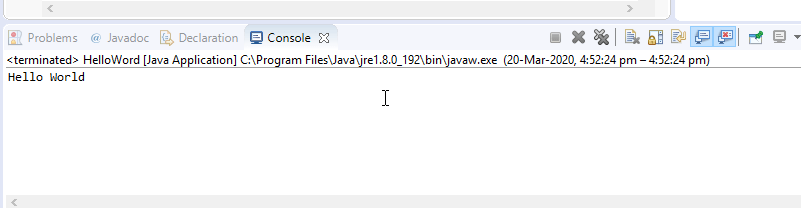 Problems Javadoc Declaration Console
<terminated> HelloWord [Java Application] C:\Program Files\Java\jre1.8.0_192\bin\javaw.exe (20-Mar-2020, 4:52:24 pm – 4:52:24 pm)
Hello World